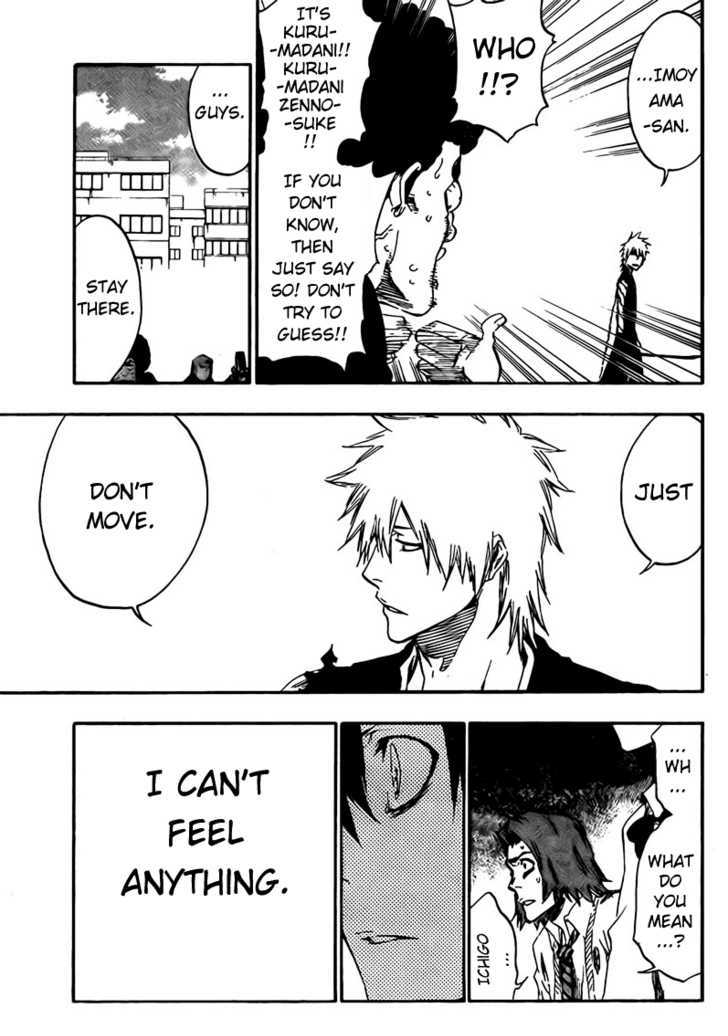 ...IMOY
AMA
-SAN.
WHO
!!?
IT'S
KURU-
-MADANI!!
KURU-
-MADANI
ZENNO-
-SUKE
!!
IF YOU
DON'T
KNOW,
THEN
JUST SAY
SO! DON'T
TRY TO
GUESS!!
...
GUYS.
STAY
THERE.
JUST
DON'T
MOVE.
...
WH
...
WHAT
DO
YOU
MEAN
...?
ICHIGO
...
I CAN'T
FEEL
ANYTHING.